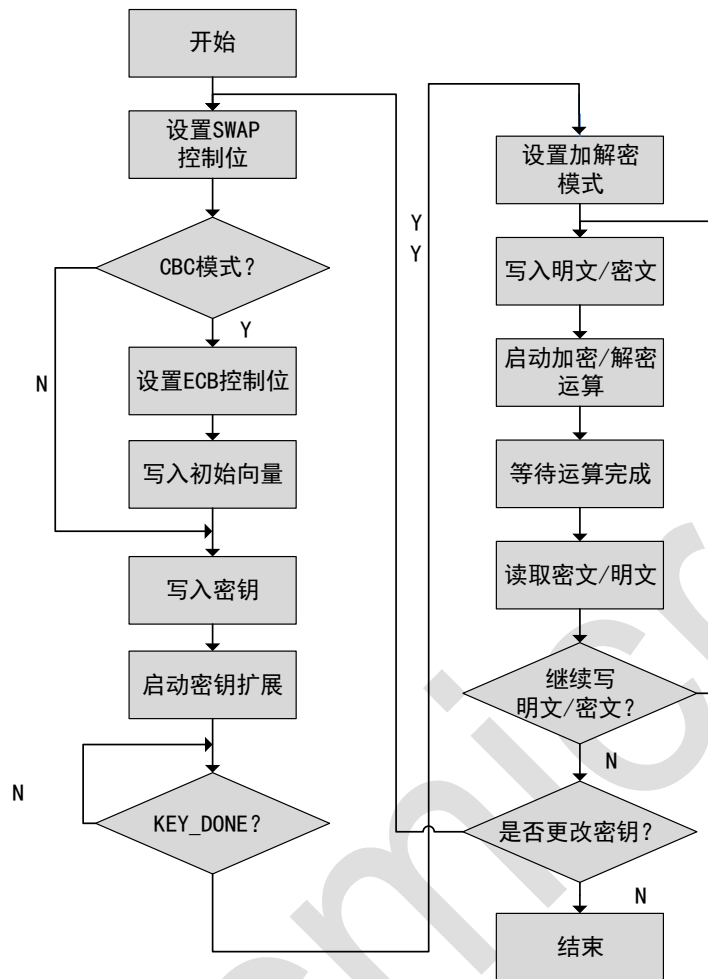 开始
设置SWAP
控制位
CBC模式?
Y
N
设置ECB控制位
写入初始向量
写入密钥
启动密钥扩展
KEY_DONE?
N
Y
Y
设置加解密
模式
写入明文/密文
启动加密/解密
运算
等待运算完成
读取密文/明文
继续写
明文/密文?
N
是否更改密钥?
N
结束